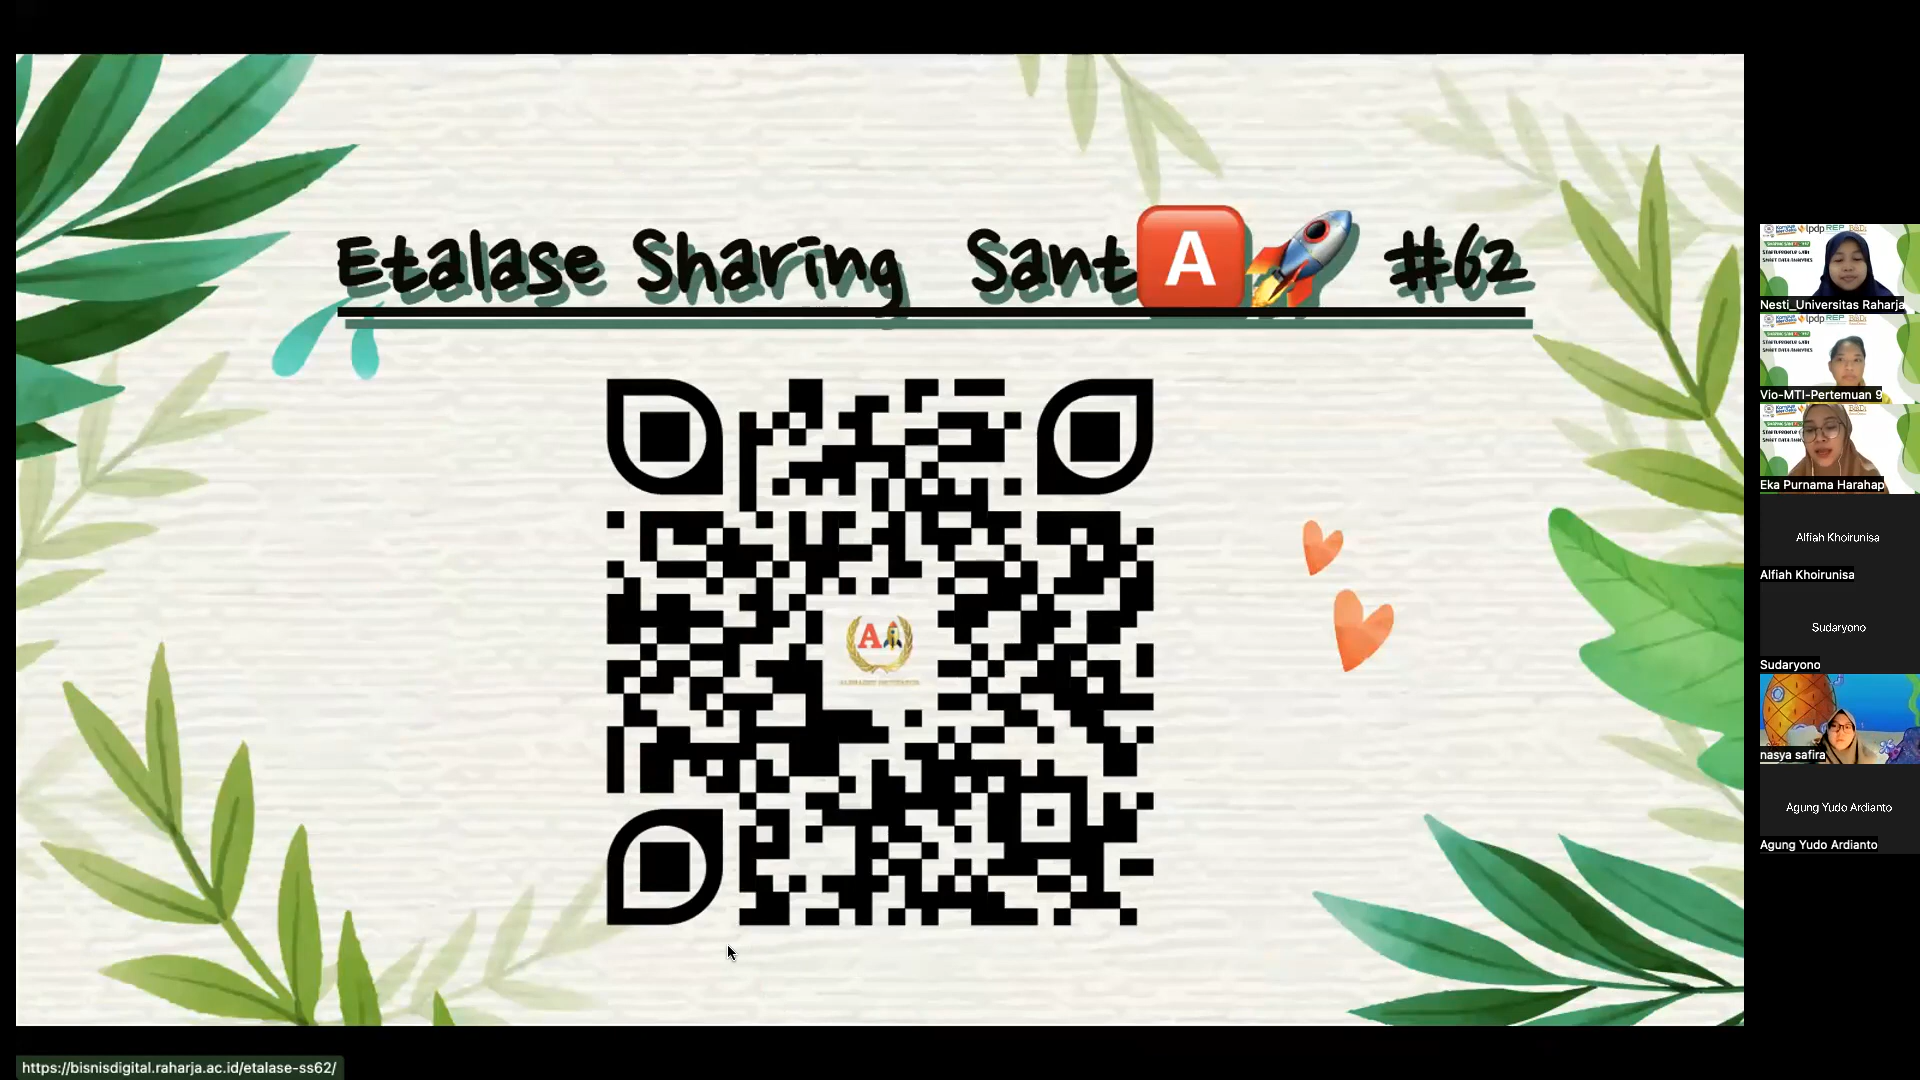 Etalase Sharing SantA🚀 #62
A
Nesti_Universitas Raharja
Vio-MTI-Pertemuan 9
Eka Purnama Harahap
Alfiah Khoirunisa
Alfiah Khoirunisa
Sudaryono
Sudaryono
nasya safira
Agung Yudo Ardianto
Agung Yudo Ardianto
https://bisnisdigital.raharja.ac.id/etalase-ss62/